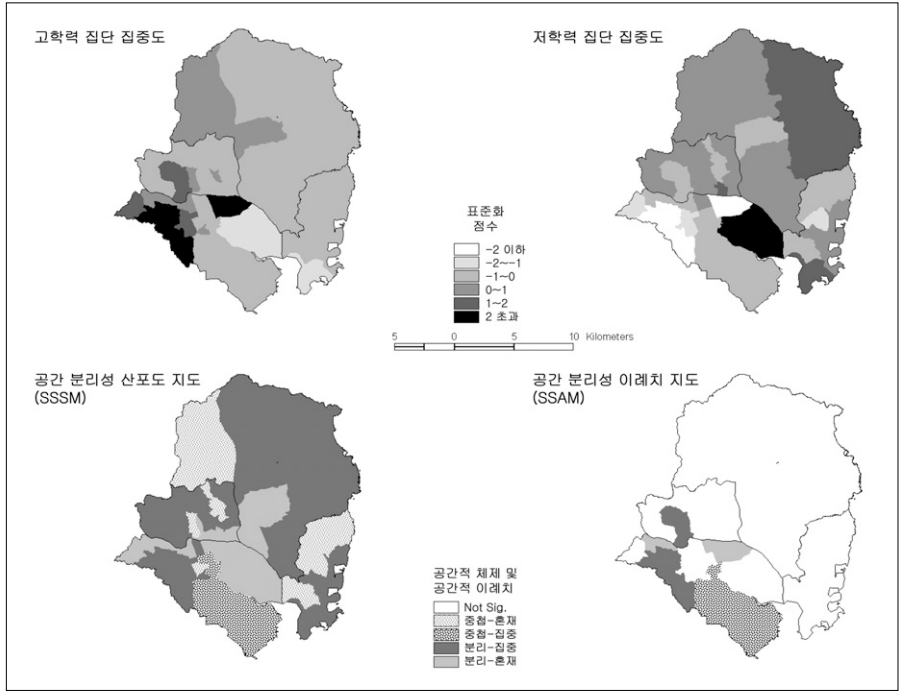 고학력 집단 집중도
저학력 집단 집중도
표준화
점수
-2 이하
-2~-1
-1~0
0~1
1~2
2 초과
5 0 5 10 Kilometers
공간 분리성 산포도 지도
(SSSM)
공간 분리성 이례치 지도
(SSAM)
공간적 체제 및
공간적 이례치
Not Sig.
중첩-혼재
중첩-집중
분리-집중
분리-혼재